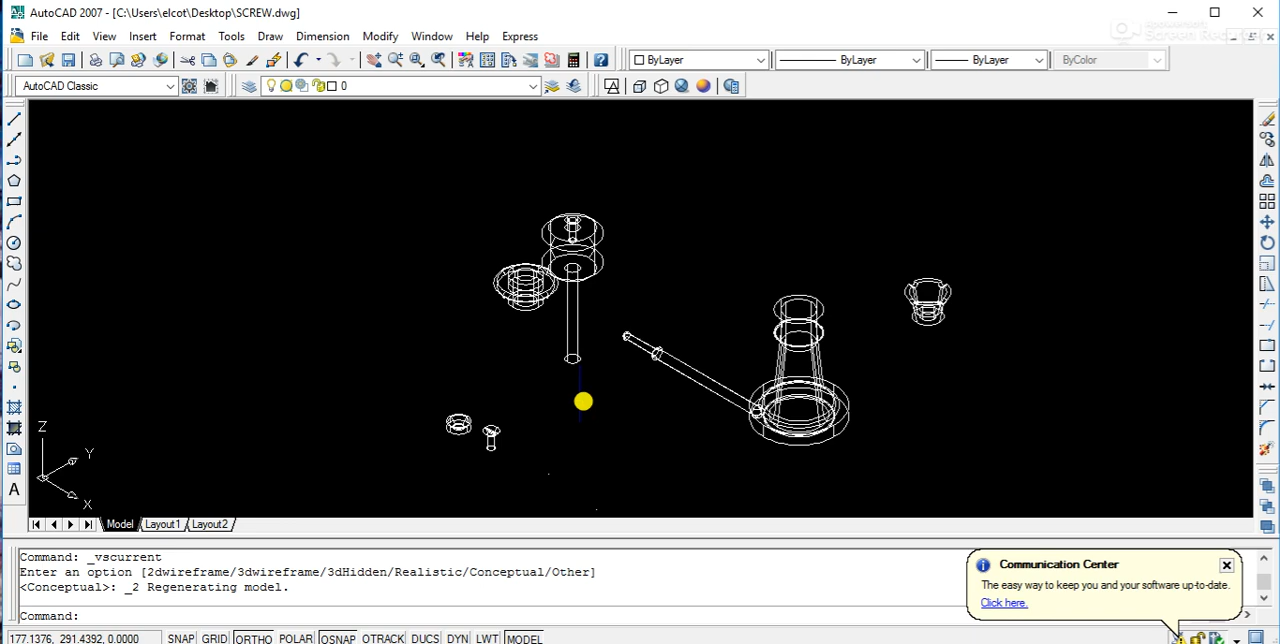 AutoCAD 2007 - [C:\Users\elcot\Desktop\SCREW.dwg]
File Edit View Insert Format Tools Draw Dimension Modify Window Help Express
ByLayer ByLayer ByLayer ByColor
AutoCAD Classic 0
Z
Y
X
A
Model Layout1 Layout2
Command: _vscurrent
Enter an option [2dwireframe/3dwireframe/3dHidden/Realistic/Conceptual/Other]
<Conceptual>: _2 Regenerating model.
Command:
Communication Center
The easy way to keep you and your software up-to-date.
Click here.
177.1376, 291.4392, 0.0000 SNAP GRID ORTHO POLAR OSNAP OTRACK DUCS DYN LWT MODEL